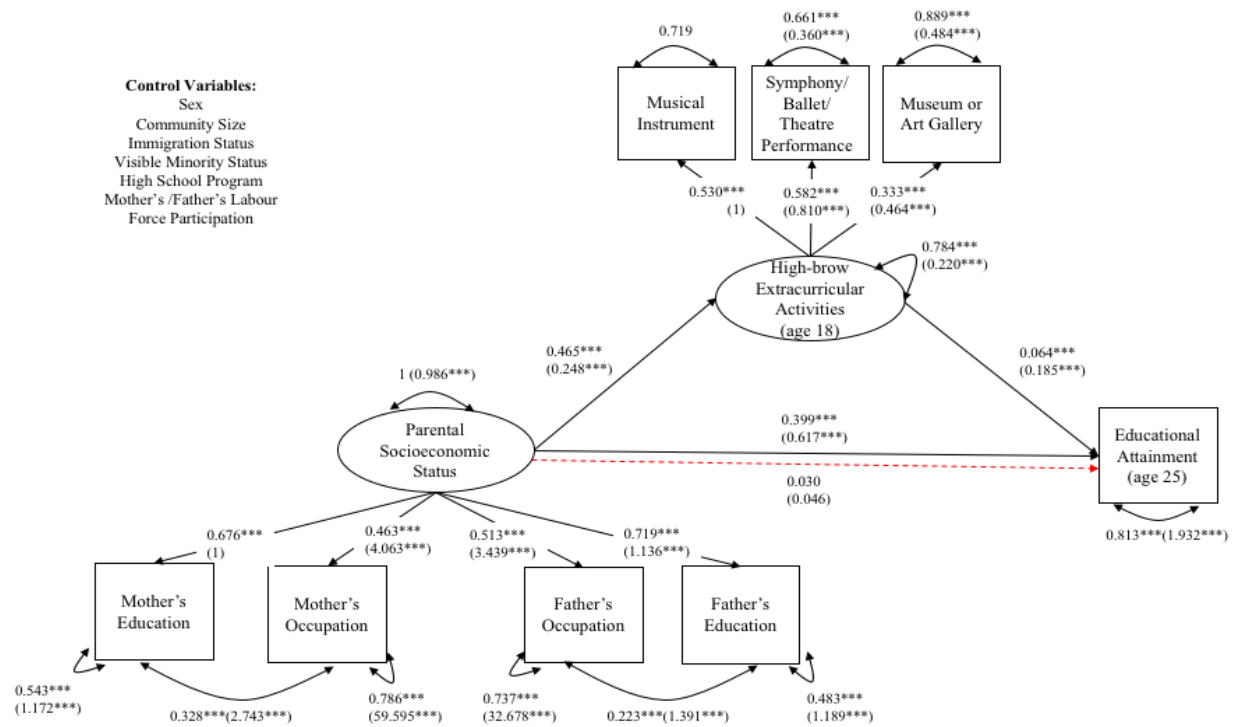 0.719
0.661***
(0.360***)
0.889***
(0.484***)
Control Variables:
Sex
Community Size
Immigration Status
Visible Minority Status
High School Program
Mother's /Father's Labour
Force Participation
Musical
Instrument
Symphony/
Ballet/
Theatre
Performance
Museum or
Art Gallery
0.530***
(1)
0.582***
(0.810***)
0.333***
(0.464***)
High-brow
Extracurricular
Activities
(age 18)
0.784***
(0.220***)
0.465***
(0.248***)
0.064***
(0.185***)
1 (0.986***)
Parental
Socioeconomic
Status
0.399***
(0.617***)
0.030
(0.046)
Educational
Attainment
(age 25)
0.813***(1.932***)
0.676***
(1)
0.463***
(4.063***)
0.513***
(3.439***)
0.719***
(1.136***)
Mother's
Education
Mother's
Occupation
Father's
Occupation
Father's
Education
0.543***
(1.172***)
0.328***(2.743***)
0.786***
(59.595***)
0.737***
(32.678***)
0.223***(1.391***)
0.483***
(1.189***)